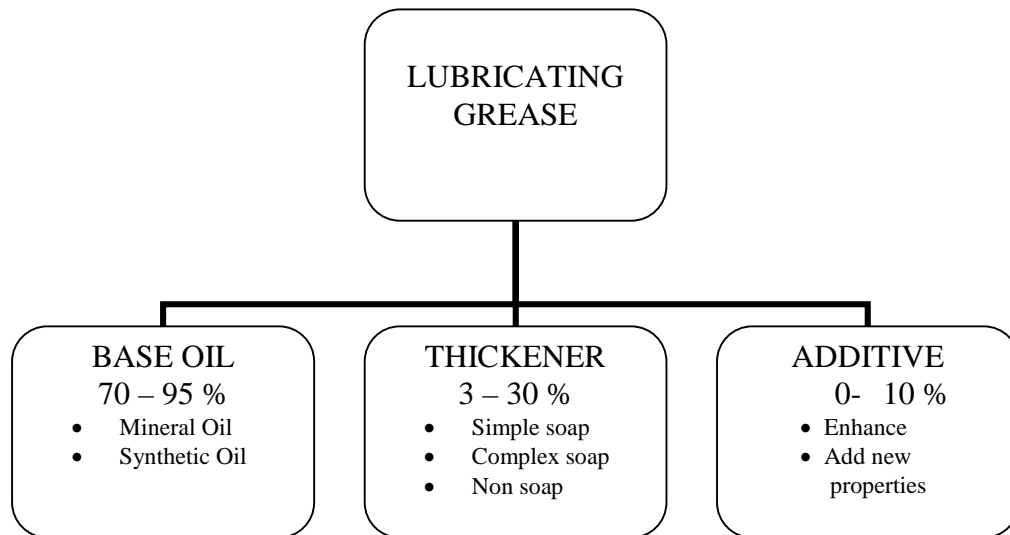 LUBRICATING
GREASE
BASE OIL
70 – 95 %
• Mineral Oil
• Synthetic Oil
THICKENER
3 – 30 %
• Simple soap
• Complex soap
• Non soap
ADDITIVE
0- 10 %
• Enhance
• Add new
properties